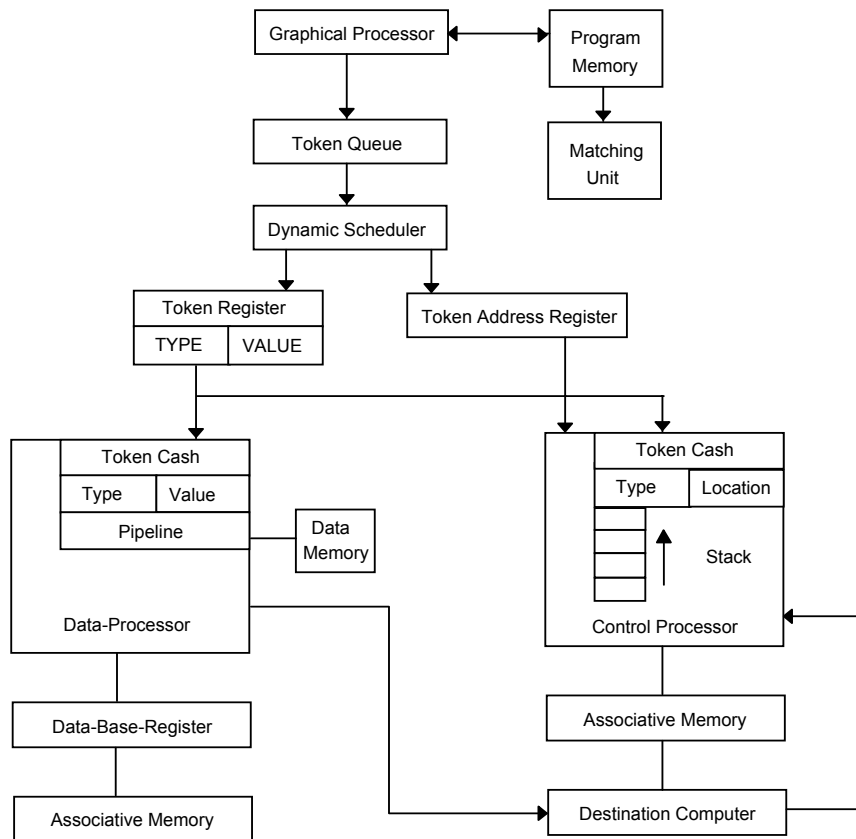 Graphical Processor
Program
Memory
Token Queue
Matching
Unit
Dynamic Scheduler
Token Register
TYPE
VALUE
Token Address Register
Token Cash
Type
Value
Pipeline
Data
Memory
Data-Processor
Token Cash
Type
Location
Stack
Control Processor
Data-Base-Register
Associative Memory
Associative Memory
Destination Computer